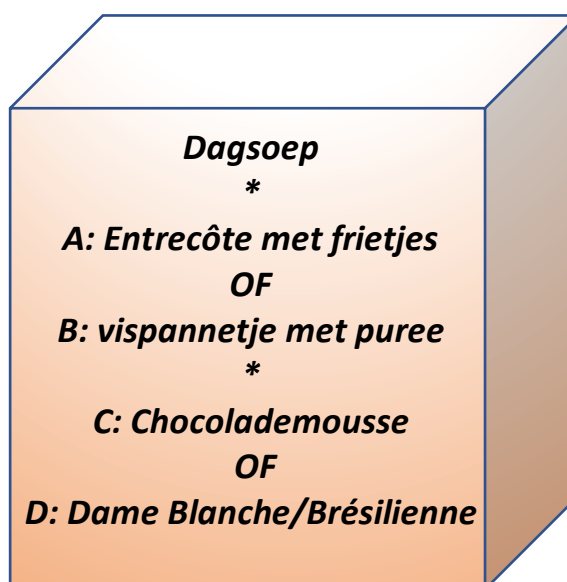 Dagsoep
*
A: Entrecôte met frietjes
OF
B: vispannetje met puree
*
C: Chocolademousse
OF
D: Dame Blanche/Brésilienne